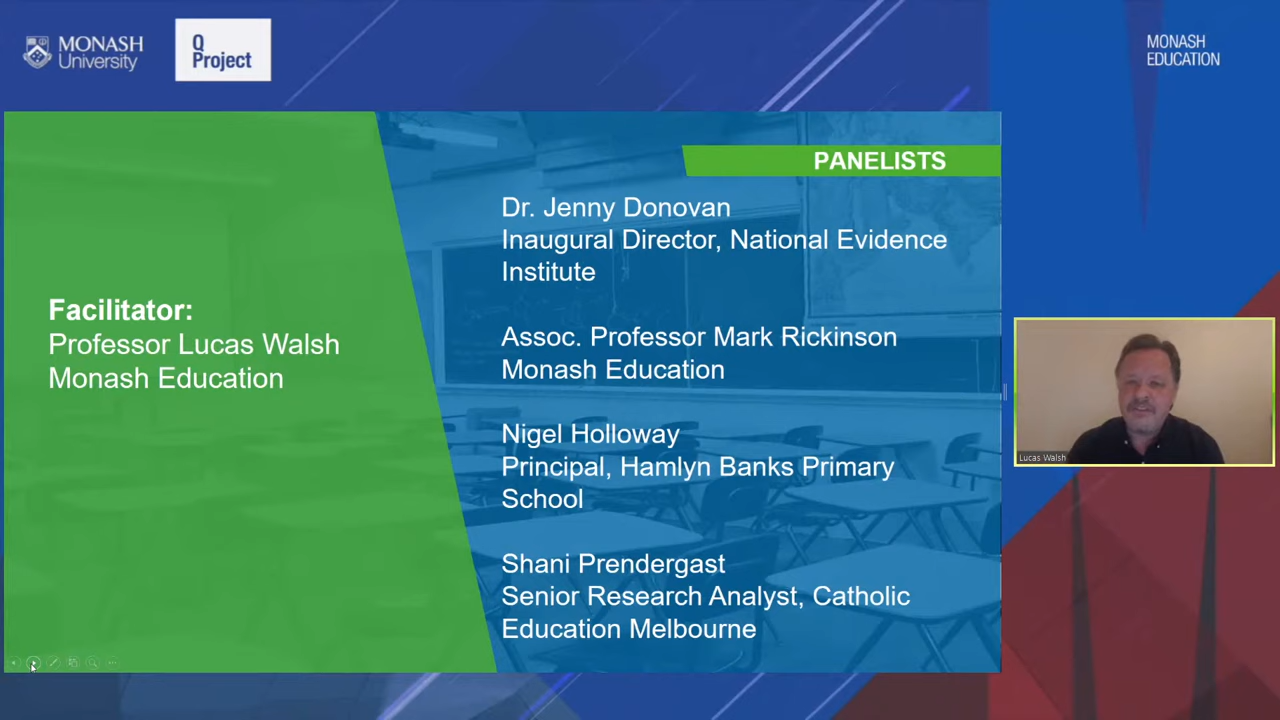 MONASH
University
Q
Project
MONASH
EDUCATION
PANELISTS
Facilitator:
Professor Lucas Walsh
Monash Education
Dr. Jenny Donovan
Inaugural Director, National Evidence
Institute
Assoc. Professor Mark Rickinson
Monash Education
Nigel Holloway
Principal, Hamlyn Banks Primary
School
Shani Prendergast
Senior Research Analyst, Catholic
Education Melbourne
Lucas Walsh